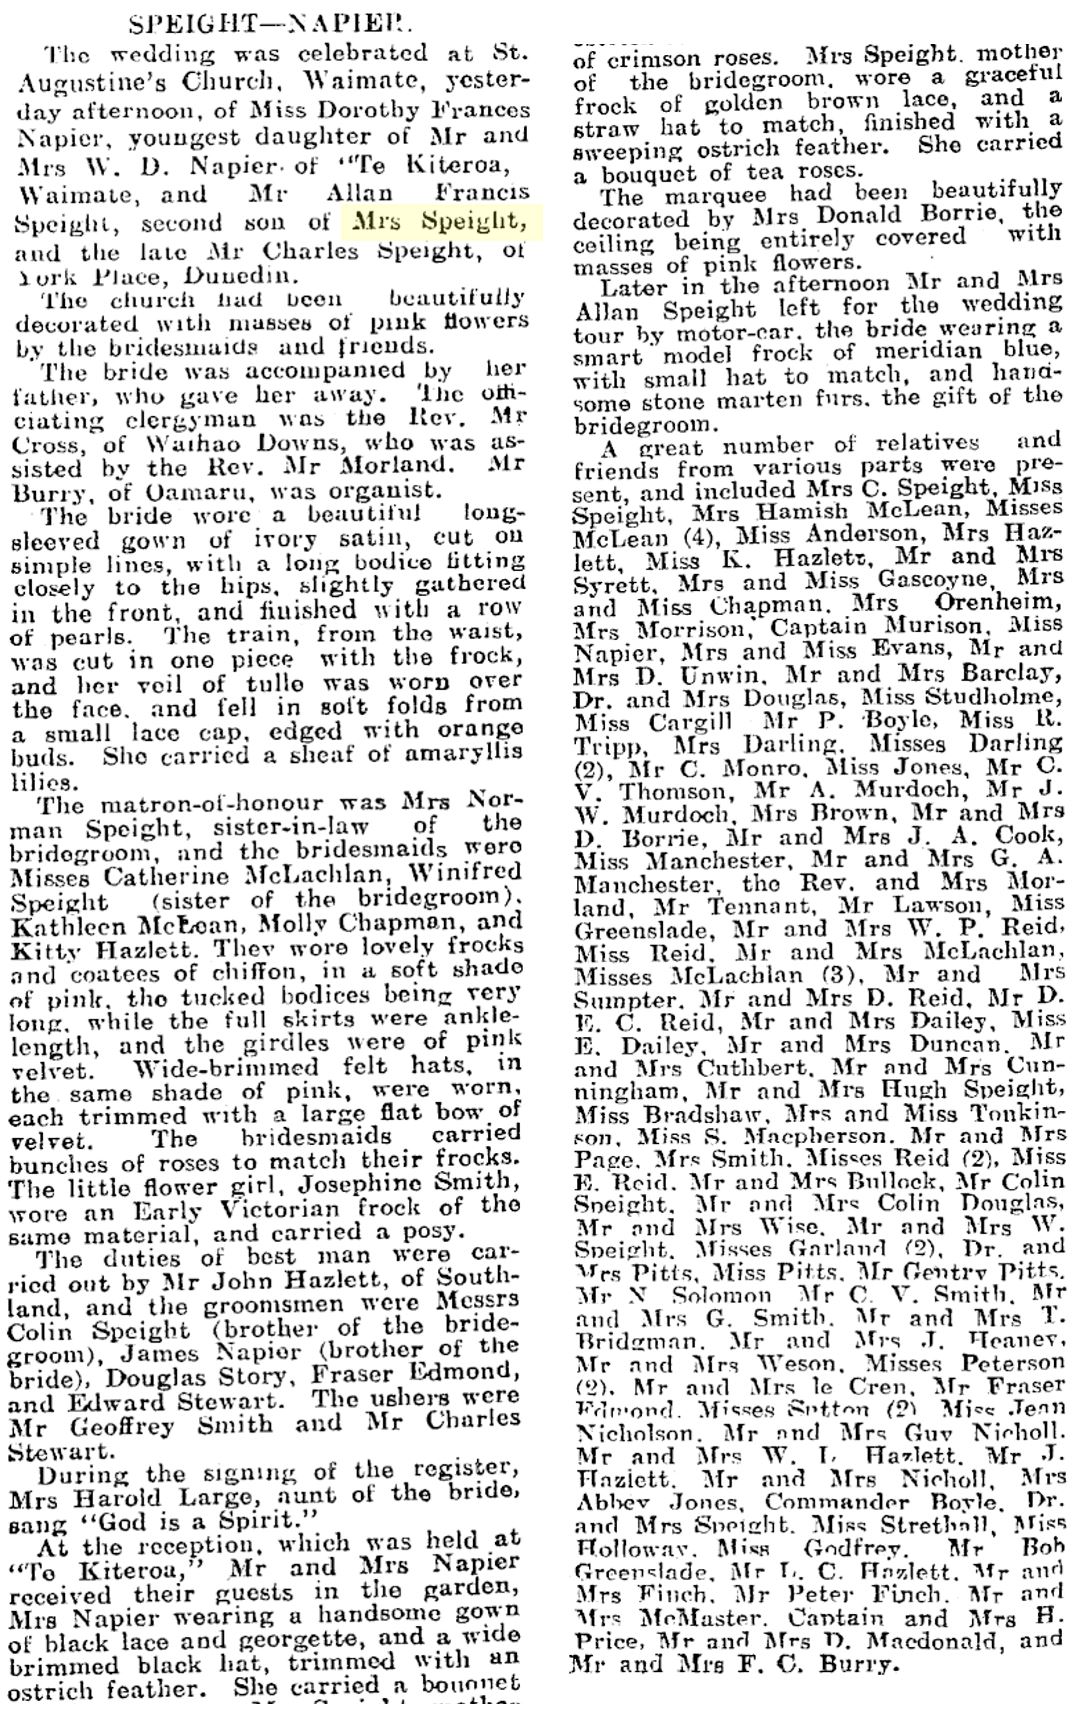 SPEIGHT—NAPIER.
The wedding was celebrated at St.
Augustine's Church, Waimate, yester-
day afternoon, of Miss Dorothy Frances
Napier, youngest daughter of Mr and
Mrs W. D. Napier of "Te Kiteroa,
Waimate, and Mr Allan Francis
Speight, second son of Mrs Speight,
and the late Mr Charles Speight, of
York Place, Dunedin.
The church had been beautifully
decorated with masses of pink flowers
by the bridesmaids and friends.
The bride was accompanied by her
father, who gave her away. The offi-
ciating clergyman was the Rev. Mr
Cross, of Waihao Downs, who was as-
sisted by the Rev. Mr Morland. Mr
Burry, of Oamaru, was organist.
The bride wore a beautiful long-
sleeved gown of ivory satin, cut on
simple lines, with a long bodice fitting
closely to the hips, slightly gathered
in the front, and finished with a row
of pearls. The train, from the waist,
was cut in one piece with the frock,
and her veil of tulle was worn over
the face, and fell in soft folds from
a small lace cap, edged with orange
buds. She carried a sheaf of amaryllis
lilies.
The matron-of-honour was Mrs Nor-
man Speight, sister-in-law of the
bridegroom, and the bridesmaids were
Misses Catherine McLachlan, Winifred
Speight (sister of the bridegroom),
Kathleen McLean, Molly Chapman, and
Kitty Hazlett. They wore lovely frocks
and coatees of chiffon, in a soft shade
of pink, the tucked bodices being very
long, while the full skirts were ankle-
length, and the girdles were of pink
velvet. Wide-brimmed felt hats, in
the same shade of pink, were worn,
each trimmed with a large flat bow of
velvet. The bridesmaids carried
bunches of roses to match their frocks.
The little flower girl, Josephine Smith,
wore an Early Victorian frock of the
same material, and carried a posy.
The duties of best man were car-
ried out by Mr John Hazlett, of South-
land, and the groomsmen were Messrs
Colin Speight (brother of the bride-
groom), James Napier (brother of the
bride), Douglas Story, Fraser Edmond,
and Edward Stewart. The ushers were
Mr Geoffrey Smith and Mr Charles
Stewart.
During the signing of the register,
Mrs Harold Large, aunt of the bride,
sang "God is a Spirit."
At the reception, which was held at
"Te Kiteroa," Mr and Mrs Napier
received their guests in the garden,
Mrs Napier wearing a handsome gown
of black lace and georgette, and a wide
brimmed black hat, trimmed with an
ostrich feather. She carried a bouquet
of crimson roses. Mrs Speight, mother
of the bridegroom, wore a graceful
frock of golden brown lace, and a
straw hat to match, finished with a
sweeping ostrich feather. She carried
a bouquet of tea roses.
The marquee had been beautifully
decorated by Mrs Donald Borrie, the
ceiling being entirely covered with
masses of pink flowers.
Later in the afternoon Mr and Mrs
Allan Speight left for the wedding
tour by motor-car, the bride wearing a
smart model frock of meridian blue,
with small hat to match, and hand-
some stone marten furs, the gift of the
bridegroom.
A great number of relatives and
friends from various parts were pre-
sent, and included Mrs C. Speight, Miss
Speight, Mrs Hamish McLean, Misses
McLean (4), Miss Anderson, Mrs Haz-
lett, Miss K. Hazlett, Mr and Mrs
Syrett, Mrs and Miss Gascoyne, Mrs
and Miss Chapman, Mrs Orenheim,
Mrs Morrison, Captain Murison, Miss
Napier, Mrs and Miss Evans, Mr and
Mrs D. Unwin, Mr and Mrs Barclay,
Dr. and Mrs Douglas, Miss Studholme,
Miss Cargill Mr P. Boyle, Miss R.
Tripp, Mrs Darling, Misses Darling
(2), Mr C. Monro, Miss Jones, Mr C.
V. Thomson, Mr A. Murdoch, Mr J.
W. Murdoch, Mrs Brown, Mr and Mrs
D. Borrie, Mr and Mrs J. A. Cook,
Miss Manchester, Mr and Mrs G. A.
Manchester, the Rev. and Mrs Mor-
land, Mr Tennant, Mr Lawson, Miss
Greenslade, Mr and Mrs W. P. Reid,
Miss Reid, Mr and Mrs McLachlan,
Misses McLachlan (3), Mr and Mrs
Sumpter, Mr and Mrs D. Reid, Mr D.
E. C. Reid, Mr and Mrs Dailey, Miss
E. Dailey, Mr and Mrs Duncan, Mr
and Mrs Cuthbert, Mr and Mrs Cun-
ningham, Mr and Mrs Hugh Speight,
Miss Bradshaw, Mrs and Miss Tonkin-
son, Miss S. Macpherson, Mr and Mrs
Page, Mrs Smith, Misses Reid (2), Miss
E. Reid, Mr and Mrs Bullock, Mr Colin
Speight, Mr and Mrs Colin Douglas,
Mr and Mrs Wise, Mr and Mrs W.
Speight, Misses Garland (2), Dr. and
Mrs Pitts, Miss Pitts, Mr Gentry Pitts,
Mr N Solomon Mr C. V. Smith, Mr
and Mrs G. Smith, Mr and Mrs T.
Bridgman, Mr and Mrs J. Heaney,
Mr and Mrs Weson, Misses Peterson
(2), Mr and Mrs le Cren, Mr Fraser
Edmond, Misses Sutton (2) Miss Jean
Nicholson, Mr and Mrs Guy Nicholl,
Mr and Mrs W. L. Hazlett, Mr J.
Hazlett, Mr and Mrs Nicholl, Mrs
Abbey Jones, Commander Boyle, Dr.
and Mrs Speight, Miss Strethall, Miss
Holloway, Miss Godfrey, Mr Bob
Greenslade, Mr L. C. Hazlett, Mr and
Mrs Finch, Mr Peter Finch, Mr and
Mrs McMaster, Captain and Mrs H.
Price, Mr and Mrs D. Macdonald, and
Mr and Mrs F. C. Burry.